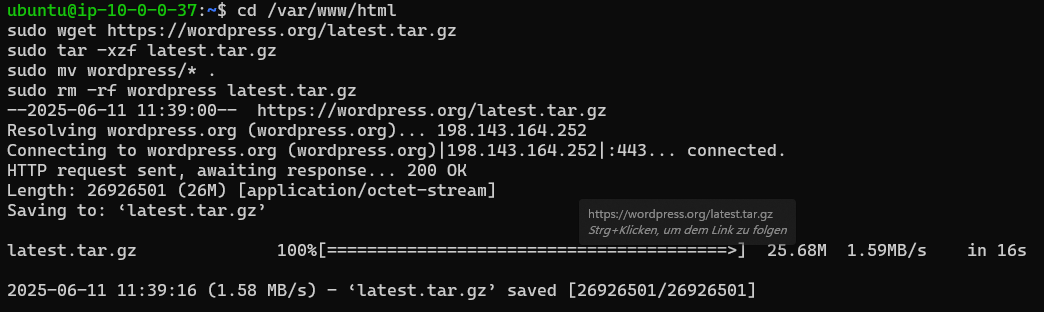 ubuntu@ip-10-0-0-37:~$ cd /var/www/html
sudo wget https://wordpress.org/latest.tar.gz
sudo tar -xzf latest.tar.gz
sudo mv wordpress/* .
sudo rm -rf wordpress latest.tar.gz
--2025-06-11 11:39:00--  https://wordpress.org/latest.tar.gz
Resolving wordpress.org (wordpress.org)... 198.143.164.252
Connecting to wordpress.org (wordpress.org)|198.143.164.252|:443... connected.
HTTP request sent, awaiting response... 200 OK
Length: 26926501 (26M) [application/octet-stream]
Saving to: ‘latest.tar.gz’
https://wordpress.org/latest.tar.gz
Strg+Klicken, um dem Link zu folgen
latest.tar.gz              100%[========================================>]  25.68M  1.59MB/s    in 16s
2025-06-11 11:39:16 (1.58 MB/s) - ‘latest.tar.gz’ saved [26926501/26926501]